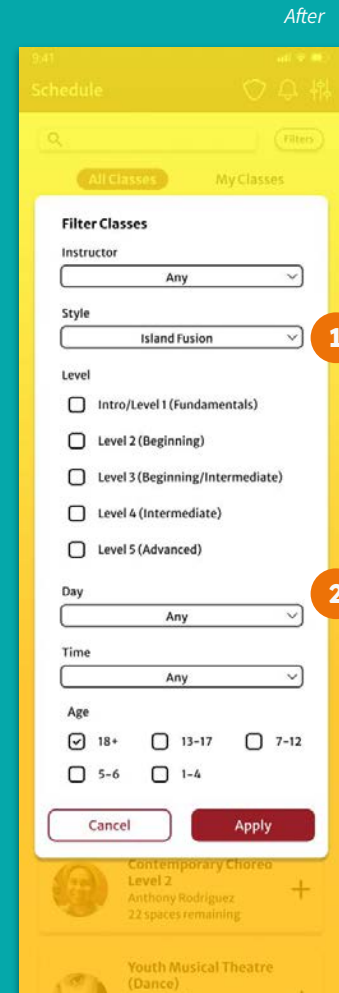 After
9:41
Schedule
Filters
All Classes My Classes
Filter Classes
Instructor
Any
Style
Island Fusion
1
Level
Intro/Level 1 (Fundamentals)
Level 2 (Beginning)
Level 3 (Beginning/Intermediate)
Level 4 (Intermediate)
Level 5 (Advanced)
Day
Any
2
Time
Any
Age
18+ 13-17 7-12
5-6 1-4
Cancel Apply
Contemporary Choreo
Level 2
Anthony Rodriguez
22 spaces remaining
Youth Musical Theatre
(Dance)